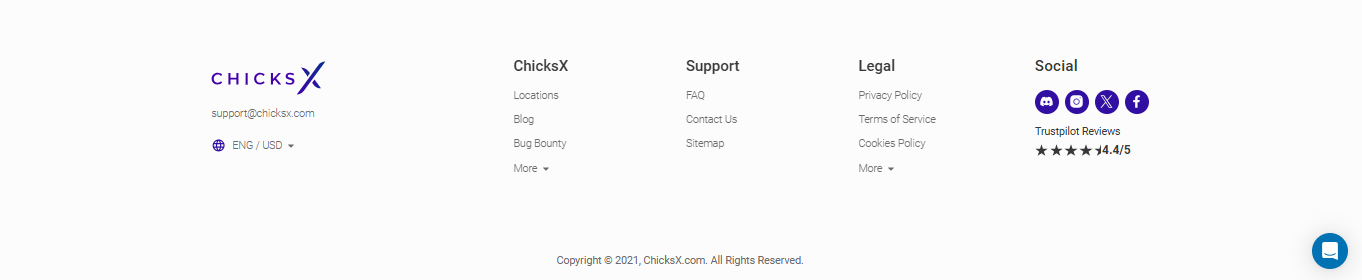 CHICKSX
support@chicksx.com
ENG / USD
ChicksX
Locations
Blog
Bug Bounty
More
Support
FAQ
Contact Us
Sitemap
Legal
Privacy Policy
Terms of Service
Cookies Policy
More
Social
Trustpilot Reviews
4.4/5
Copyright © 2021, ChicksX.com. All Rights Reserved.